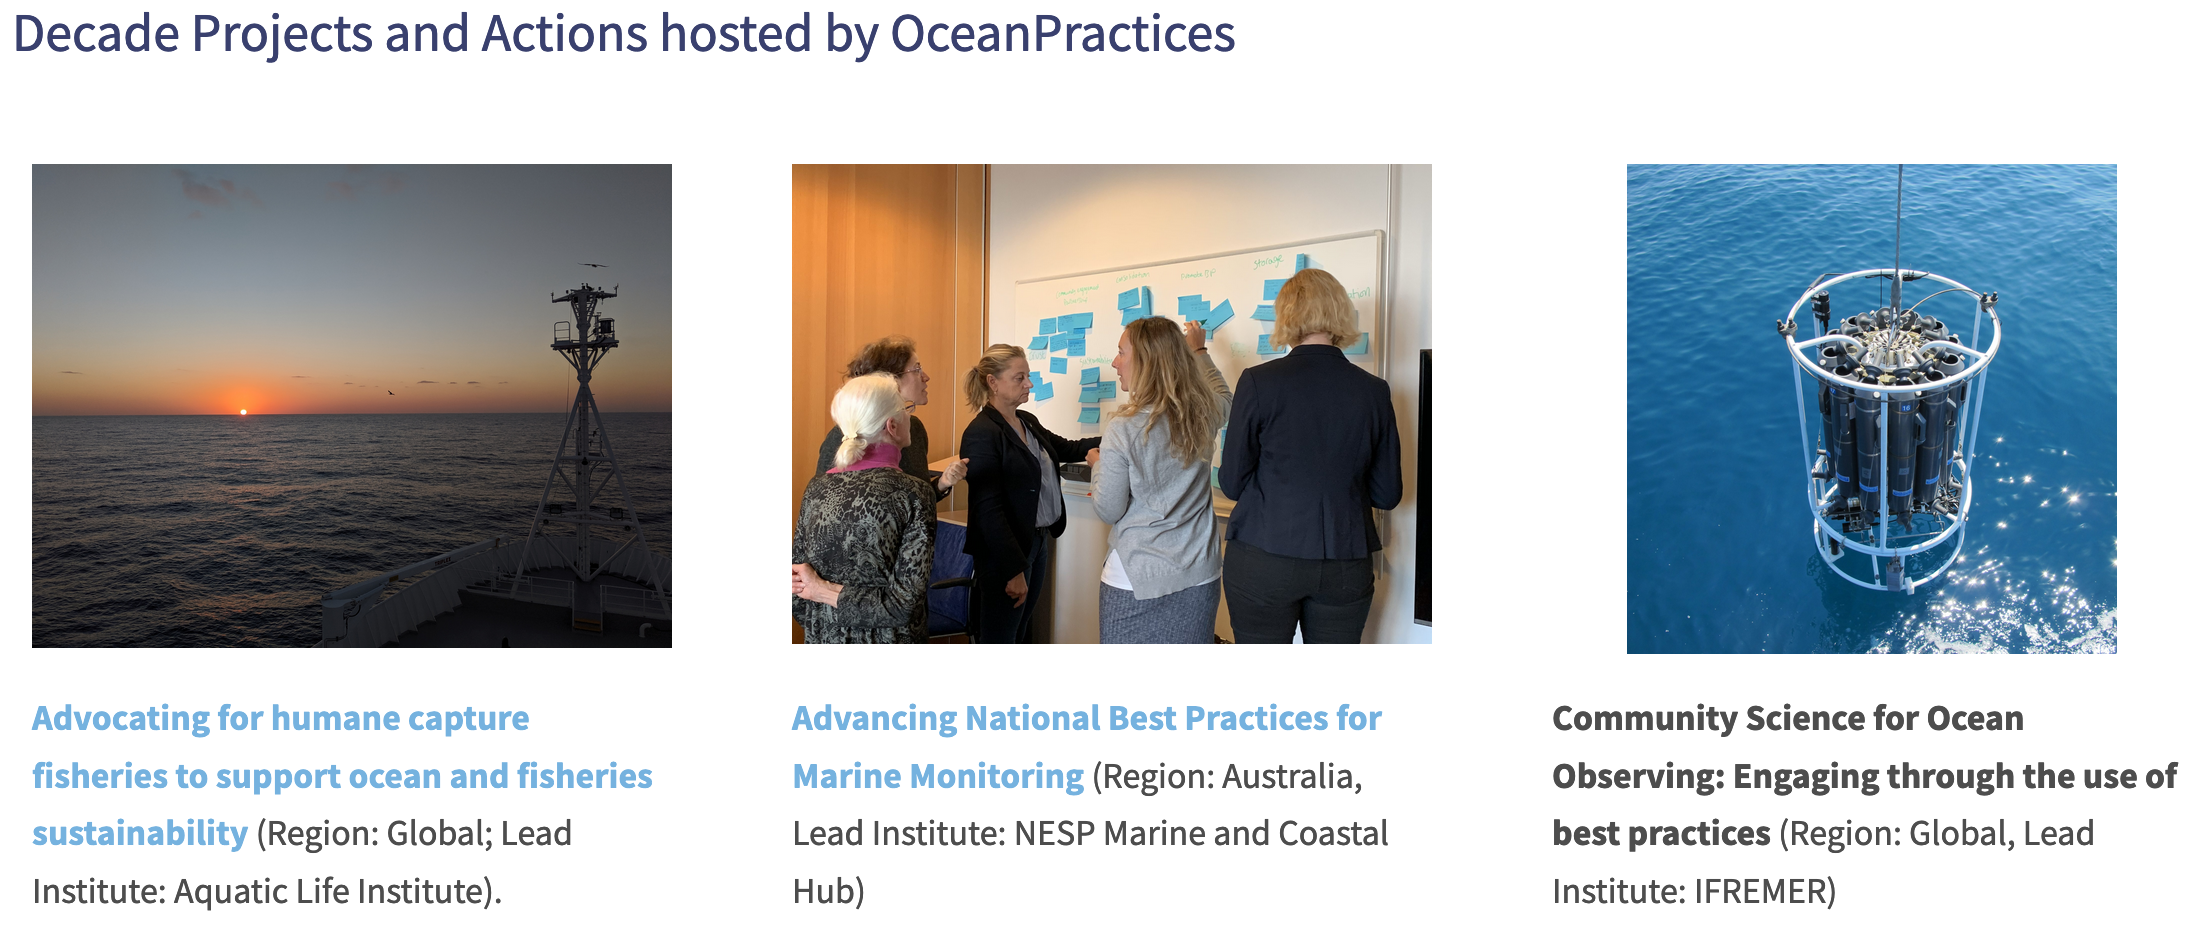 Decade Projects and Actions hosted by OceanPractices
storage
Advocating for humane capture
fisheries to support ocean and fisheries
sustainability (Region: Global; Lead
Institute: Aquatic Life Institute).
Advancing National Best Practices for
Marine Monitoring (Region: Australia,
Lead Institute: NESP Marine and Coastal
Hub)
Community Science for Ocean
Observing: Engaging through the use of
best practices (Region: Global, Lead
Institute: IFREMER)